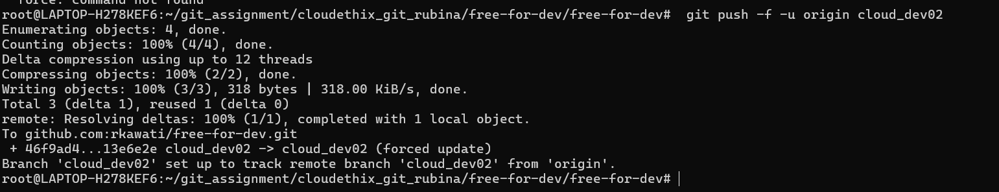 force: command not found
root@LAPTOP-H278KEF6:~/git_assignment/cloudethix_git_rubina/free-for-dev/free-for-dev#  git push -f -u origin cloud_dev02
Enumerating objects: 4, done.
Counting objects: 100% (4/4), done.
Delta compression using up to 12 threads
Compressing objects: 100% (2/2), done.
Writing objects: 100% (3/3), 318 bytes | 318.00 KiB/s, done.
Total 3 (delta 1), reused 1 (delta 0)
remote: Resolving deltas: 100% (1/1), completed with 1 local object.
To github.com:rkawati/free-for-dev.git
 + 46f9ad4...13e6e2e cloud_dev02 -> cloud_dev02 (forced update)
Branch 'cloud_dev02' set up to track remote branch 'cloud_dev02' from 'origin'.
root@LAPTOP-H278KEF6:~/git_assignment/cloudethix_git_rubina/free-for-dev/free-for-dev#